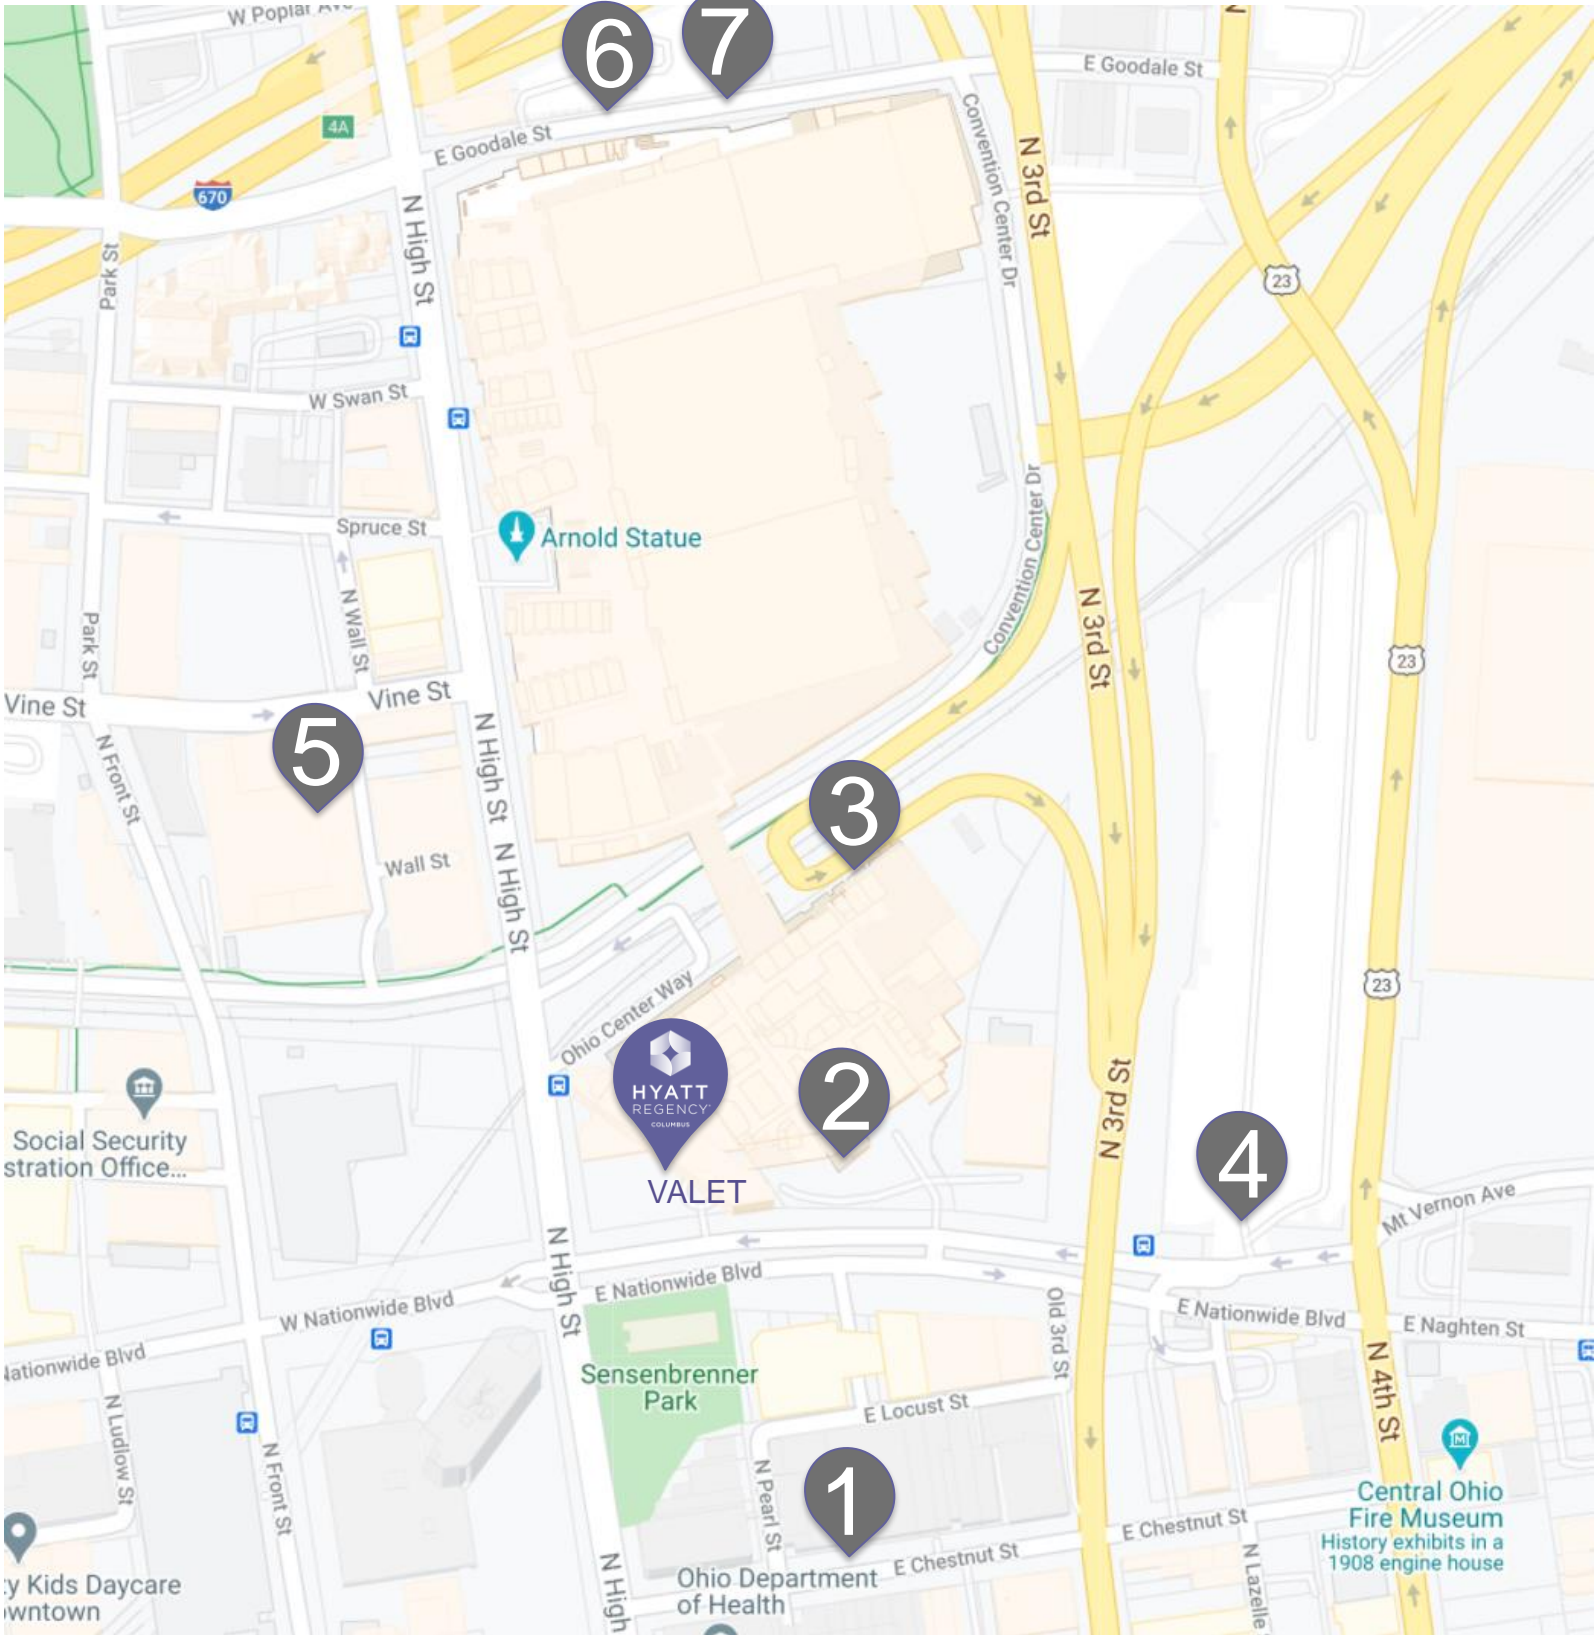 W Poplar Ave
6
7
E Goodale St
4A
E Goodale St
670
N High St
Convention Center Dr
N 3rd St
Park St
23
W Swan St
Spruce St
Arnold Statue
Convention Center Dr
N Wall St
Park St
N 3rd St
23
Vine St
Vine St
5
N High St
N Front St
3
Wall St
N High St
23
Ohio Center Way
HYATT
REGENCY
COLUMBUS
VALET
2
N 3rd St
4
Social Security
stration Office...
Mt Vernon Ave
N High St
E Nationwide Blvd
W Nationwide Blvd
Old 3rd St
E Nationwide Blvd
E Naghten St
Nationwide Blvd
Sensenbrenner
Park
E Locust St
N 4th St
N Ludlow St
N Front St
N Pearl St
1
Central Ohio
Fire Museum
History exhibits in a
1908 engine house
E Chestnut St
E Chestnut St
N High
Ohio Department
of Health
N Lazelle
ty Kids Daycare
owntown